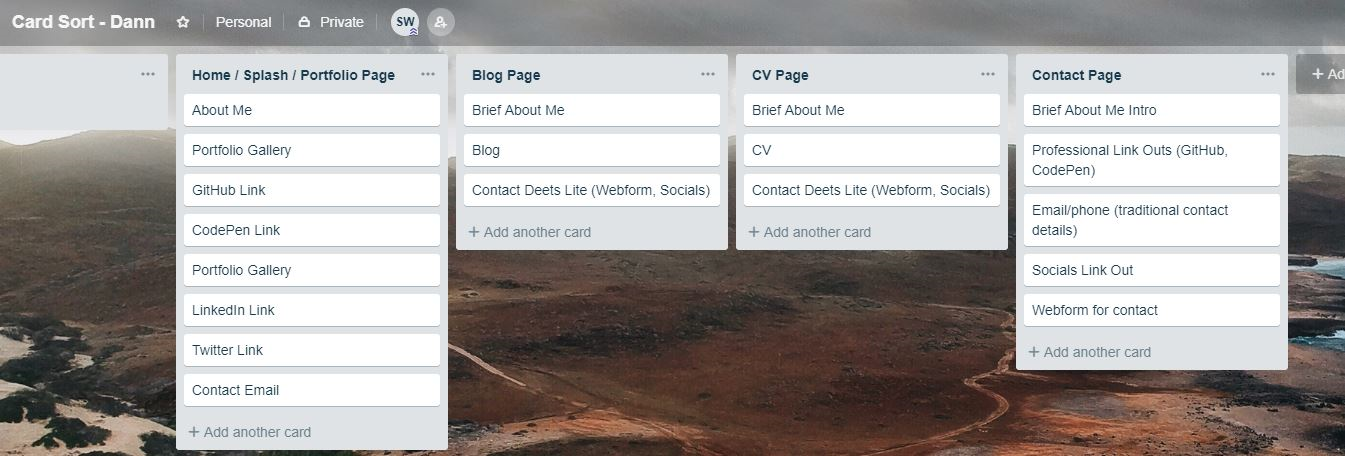 Card Sort - Dann
Personal
Private
SW
Home / Splash / Portfolio Page
About Me
Portfolio Gallery
GitHub Link
CodePen Link
Portfolio Gallery
LinkedIn Link
Twitter Link
Contact Email
+ Add another card
Blog Page
Brief About Me
Blog
Contact Deets Lite (Webform, Socials)
+ Add another card
CV Page
Brief About Me
CV
Contact Deets Lite (Webform, Socials)
+ Add another card
Contact Page
Brief About Me Intro
Professional Link Outs (GitHub,
CodePen)
Email/phone (traditional contact
details)
Socials Link Out
Webform for contact
+ Add another card
+ Ad